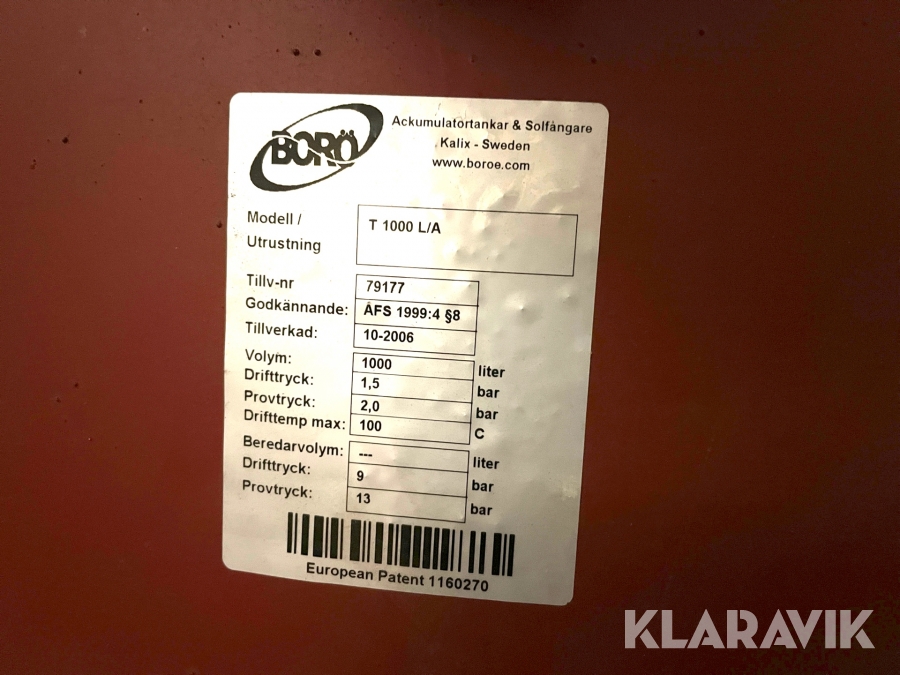 BORÖ
Ackumulatortankar & Solfångare
Kalix - Sweden
www.boroe.com
Modell /
Utrustning
T 1000 L/A
Tillv-nr 79177
Godkännande: ÅFS 1999:4 §8
Tillverkad: 10-2006
Volym: 1000 liter
Drifttryck: 1,5 bar
Provtryck: 2,0 bar
Drifttemp max: 100 C
Beredarvolym: --- liter
Drifttryck: 9 bar
Provtryck: 13 bar
European Patent 1160270
KLARAVIK